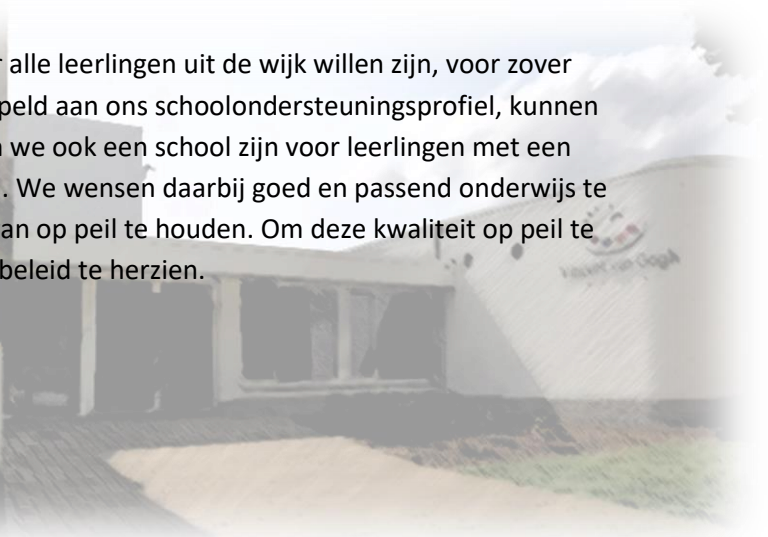 alle leerlingen uit de wijk willen zijn, voor zover
peld aan ons schoolondersteuningsprofiel, kunnen
we ook een school zijn voor leerlingen met een
. We wensen daarbij goed en passend onderwijs te
an op peil te houden. Om deze kwaliteit op peil te
beleid te herzien.